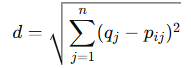 d = \sqrt{\sum_{j=1}^{n} (q_j - p_{ij})^2}